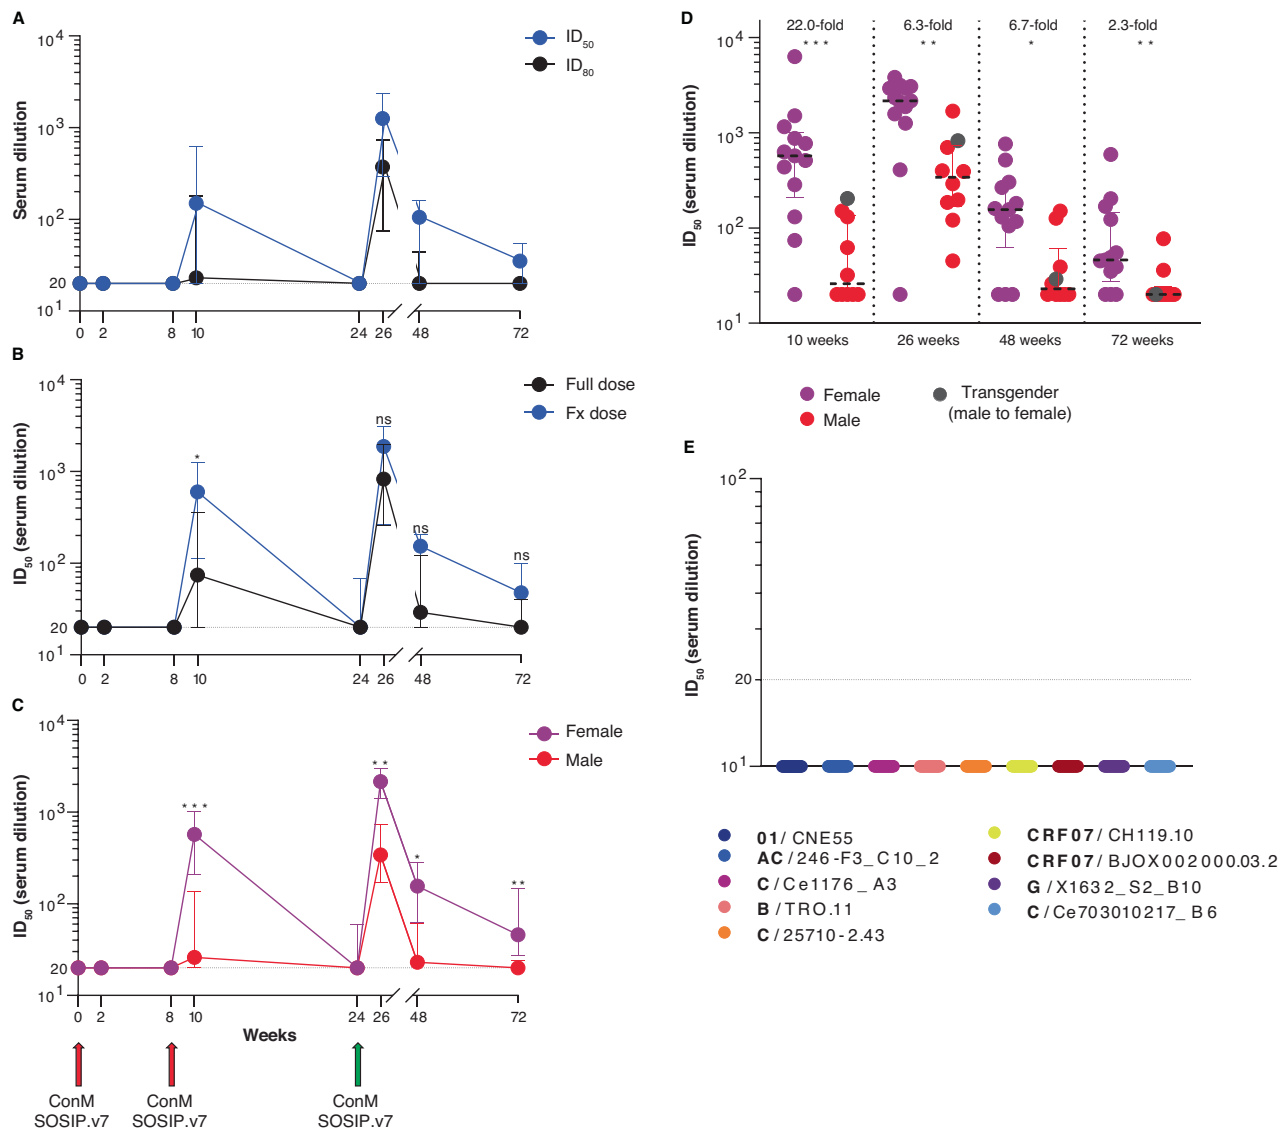 A
10⁴
10³
10²
20
10¹
Serum dilution
ID₅₀
ID₈₀
0 2 8 10 24 26 48 72
B
10⁴
10³
10²
20
10¹
ID₅₀ (serum dilution)
Full dose
Fx dose
*
ns
ns
ns
0 2 8 10 24 26 48 72
C
10⁴
10³
10²
20
10¹
ID₅₀ (serum dilution)
Female
Male
***
**
*
**
0 2 8 10 24 26 48 72
Weeks
ConM
SOSIP.v7
ConM
SOSIP.v7
ConM
SOSIP.v7
D
22.0-fold 6.3-fold 6.7-fold 2.3-fold
*** ** * **
10⁴
10³
10²
10¹
ID₅₀ (serum dilution)
10 weeks 26 weeks 48 weeks 72 weeks
Female
Male
Transgender
(male to female)
E
10²
20
10¹
ID₅₀ (serum dilution)
01/ CNE55
AC/246-F3_C10_2
C/Ce1176_A3
B/TRO.11
C/25710-2.43
CRF07/CH119.10
CRF07/BJOX002000.03.2
G/X1632_S2_B10
C/Ce703010217_B6